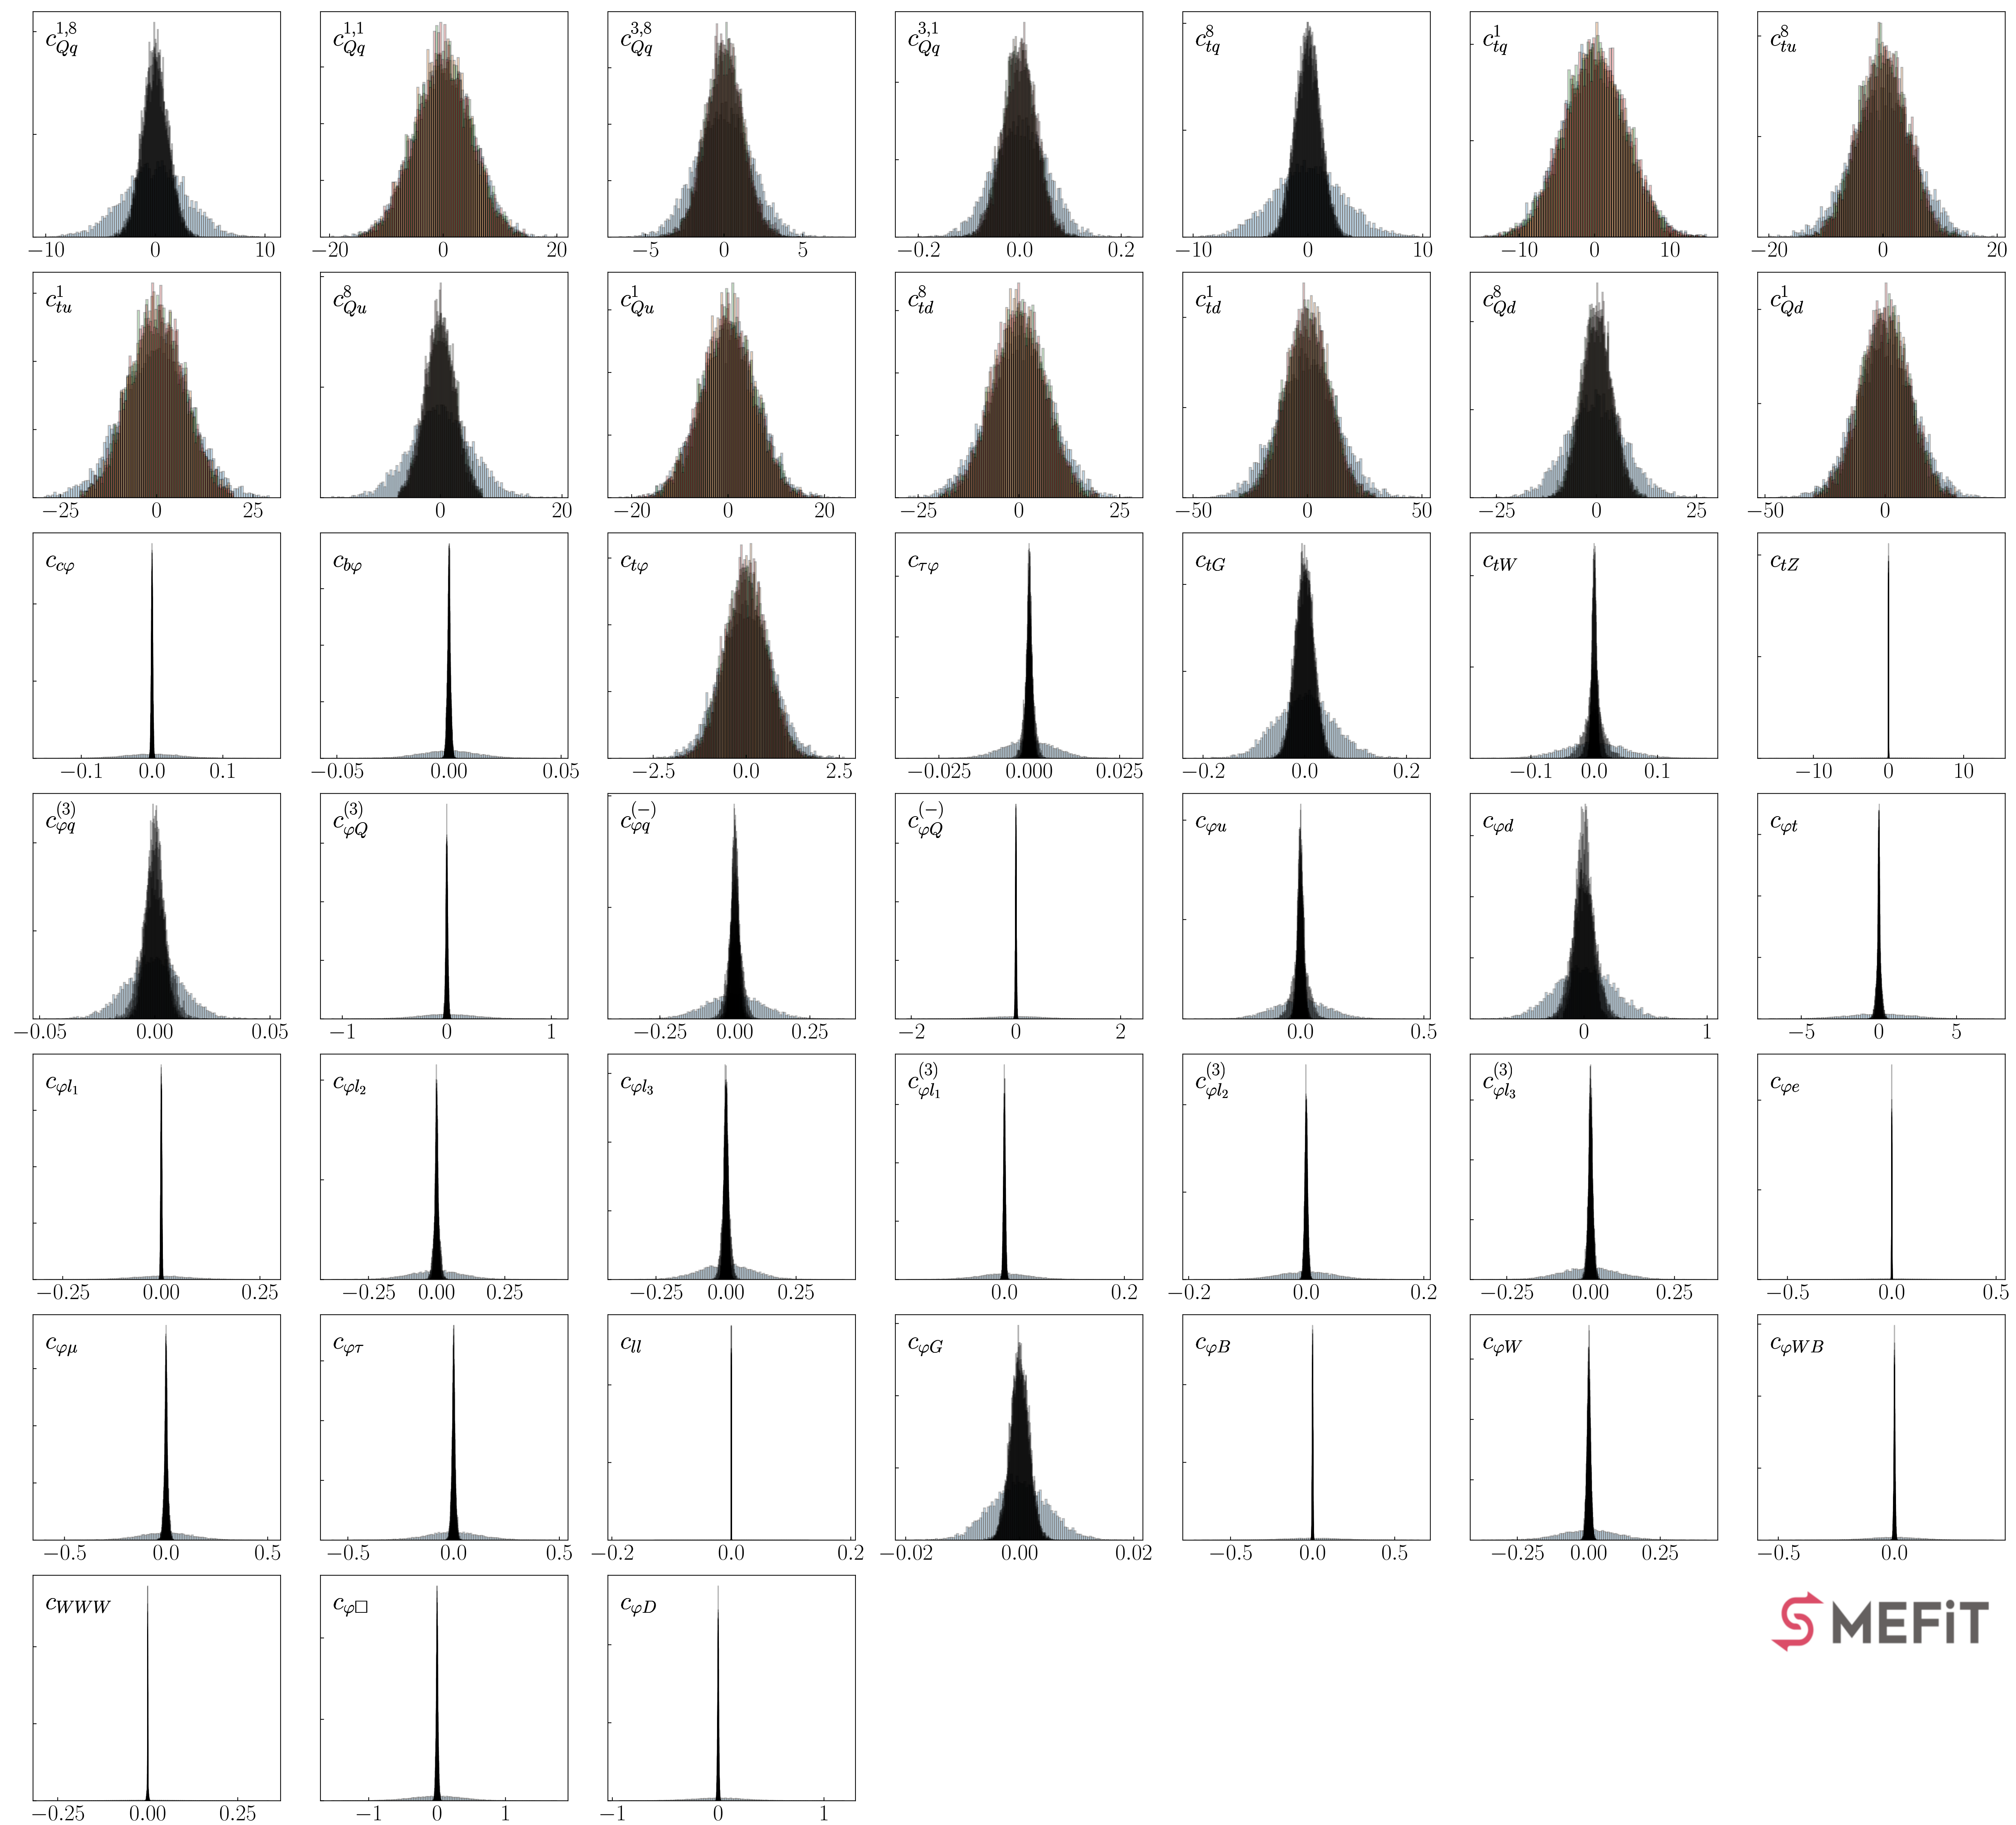 c_{Qq}^{1,8} c_{Qq}^{1,1} c_{Qq}^{3,8} c_{Qq}^{3,1} c_{tq}^{8} c_{tq}^{1} c_{tu}^{8}
−10 0 10 −20 0 20 −5 0 5 −0.2 0.0 0.2 −10 0 10 −10 0 10 −20 0 20
c_{tu}^{1} c_{Qu}^{8} c_{Qu}^{1} c_{td}^{8} c_{td}^{1} c_{Qd}^{8} c_{Qd}^{1}
−25 0 25 0 20 −20 0 20 −25 0 25 −50 0 50 −25 0 25 −50 0
c_{cφ} c_{bφ} c_{tφ} c_{τφ} c_{tG} c_{tW} c_{tZ}
−0.1 0.0 0.1 −0.05 0.00 0.05 −2.5 0.0 2.5 −0.025 0.000 0.025 −0.2 0.0 0.2 −0.1 0.0 0.1 −10 0 10
c_{φq}^{(3)} c_{φQ}^{(3)} c_{φq}^{(−)} c_{φQ}^{(−)} c_{φu} c_{φd} c_{φt}
−0.05 0.00 0.05 −1 0 1 −0.25 0.00 0.25 −2 0 2 0.0 0.5 0 1 −5 0 5
c_{φl_1} c_{φl_2} c_{φl_3} c_{φl_1}^{(3)} c_{φl_2}^{(3)} c_{φl_3}^{(3)} c_{φe}
−0.25 0.00 0.25 −0.25 0.00 0.25 −0.25 0.00 0.25 0.0 0.2 −0.2 0.0 0.2 −0.25 0.00 0.25 −0.5 0.0 0.5
c_{φμ} c_{φτ} c_{ll} c_{φG} c_{φB} c_{φW} c_{φWB}
−0.5 0.0 0.5 −0.5 0.0 0.5 −0.2 0.0 0.2 −0.02 0.00 0.02 −0.5 0.0 0.5 −0.25 0.00 0.25 −0.5 0.0
c_{WWW} c_{φ□} c_{φD}
SMEFiT
−0.25 0.00 0.25 −1 0 1 −1 0 1